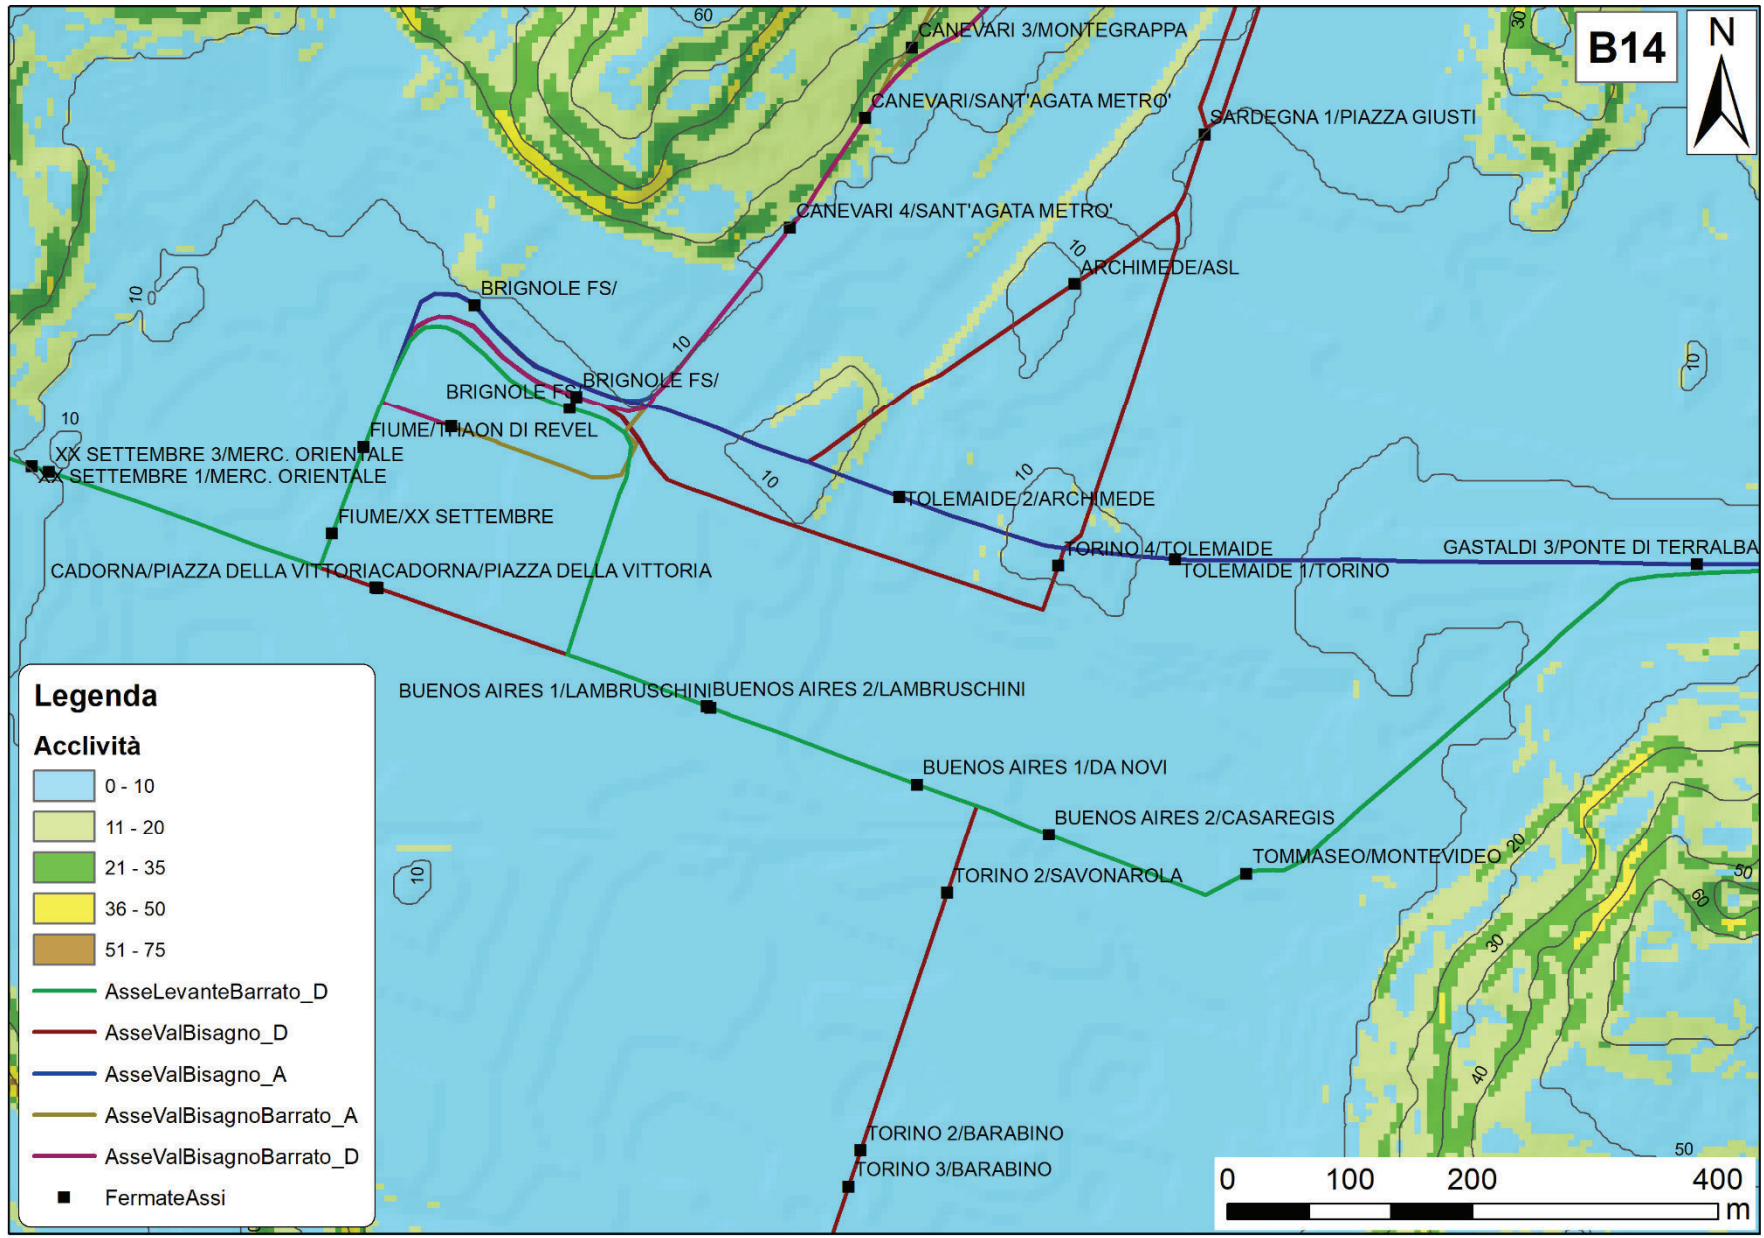 60
30
B14
N
CANEVARI 3/MONTEGRAPPA
CANEVARI/SANT'AGATA METRO'
SARDEGNA 1/PIAZZA GIUSTI
CANEVARI 4/SANT'AGATA METRO'
10
ARCHIMEDE/ASL
BRIGNOLE FS/
10
0
10
10
BRIGNOLE FS/
BRIGNOLE FS/
10
FIUME/THAON DI REVEL
XX SETTEMBRE 3/MERC. ORIENTALE
XX SETTEMBRE 1/MERC. ORIENTALE
10
10
TOLEMAIDE 2/ARCHIMEDE
FIUME/XX SETTEMBRE
TORINO 4/TOLEMAIDE
GASTALDI 3/PONTE DI TERRALBA
CADORNA/PIAZZA DELLA VITTORIA
CADORNA/PIAZZA DELLA VITTORIA
TOLEMAIDE 1/TORINO
BUENOS AIRES 1/LAMBRUSCHINI
BUENOS AIRES 2/LAMBRUSCHINI
BUENOS AIRES 1/DA NOVI
BUENOS AIRES 2/CASAREGIS
20
TOMMASEO/MONTEVIDEO
50
10
TORINO 2/SAVONAROLA
60
30
40
TORINO 2/BARABINO
50
TORINO 3/BARABINO
Legenda
Acclività
0 - 10
11 - 20
21 - 35
36 - 50
51 - 75
AsseLevanteBarrato_D
AsseValBisagno_D
AsseValBisagno_A
AsseValBisagnoBarrato_A
AsseValBisagnoBarrato_D
FermateAssi
0 100 200 400
m